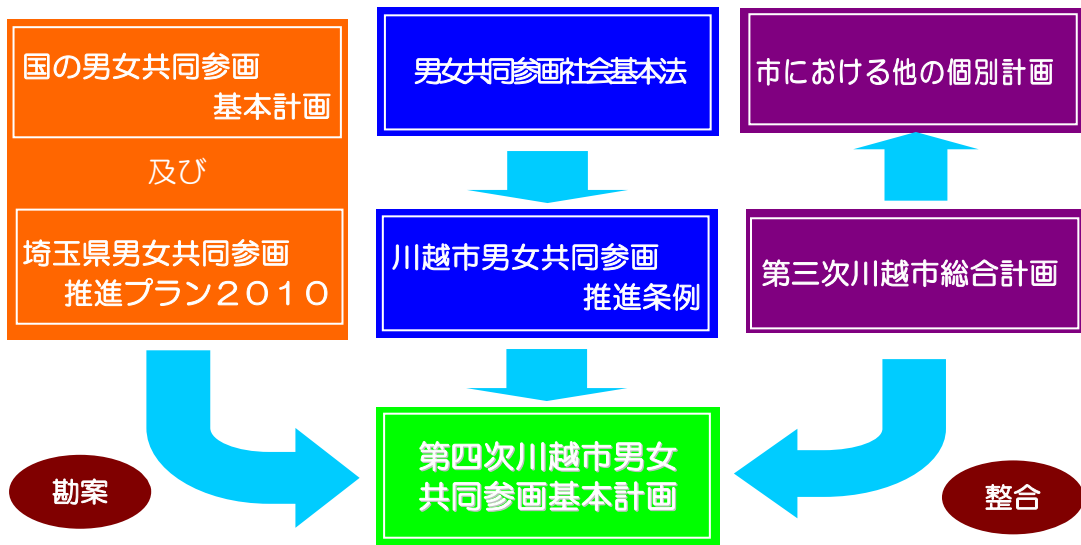 国の男女共同参画
基本計画
及び
埼玉県男女共同参画
推進プラン２０１０
勘案
男女共同参画社会基本法
川越市男女共同参画
推進条例
第四次川越市男女
共同参画基本計画
市における他の個別計画
第三次川越市総合計画
整合